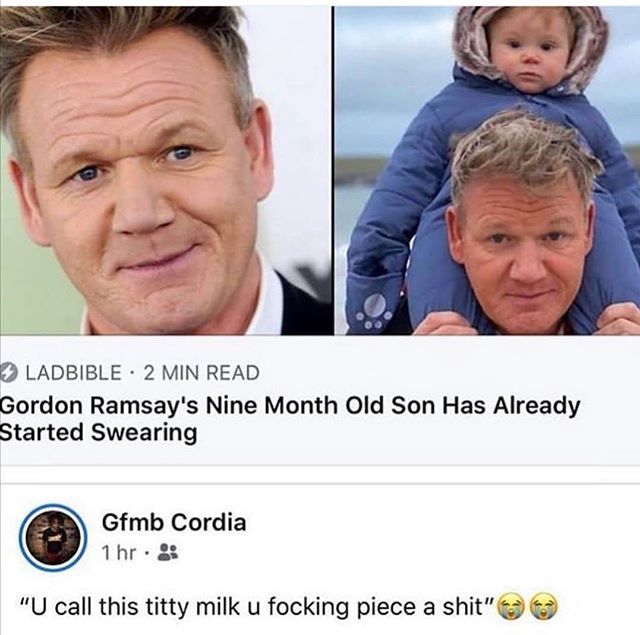 LADBIBLE · 2 MIN READ
Gordon Ramsay's Nine Month Old Son Has Already
Started Swearing
Gfmb Cordia
1 hr ·
“U call this titty milk u focking piece a shit”😭😭